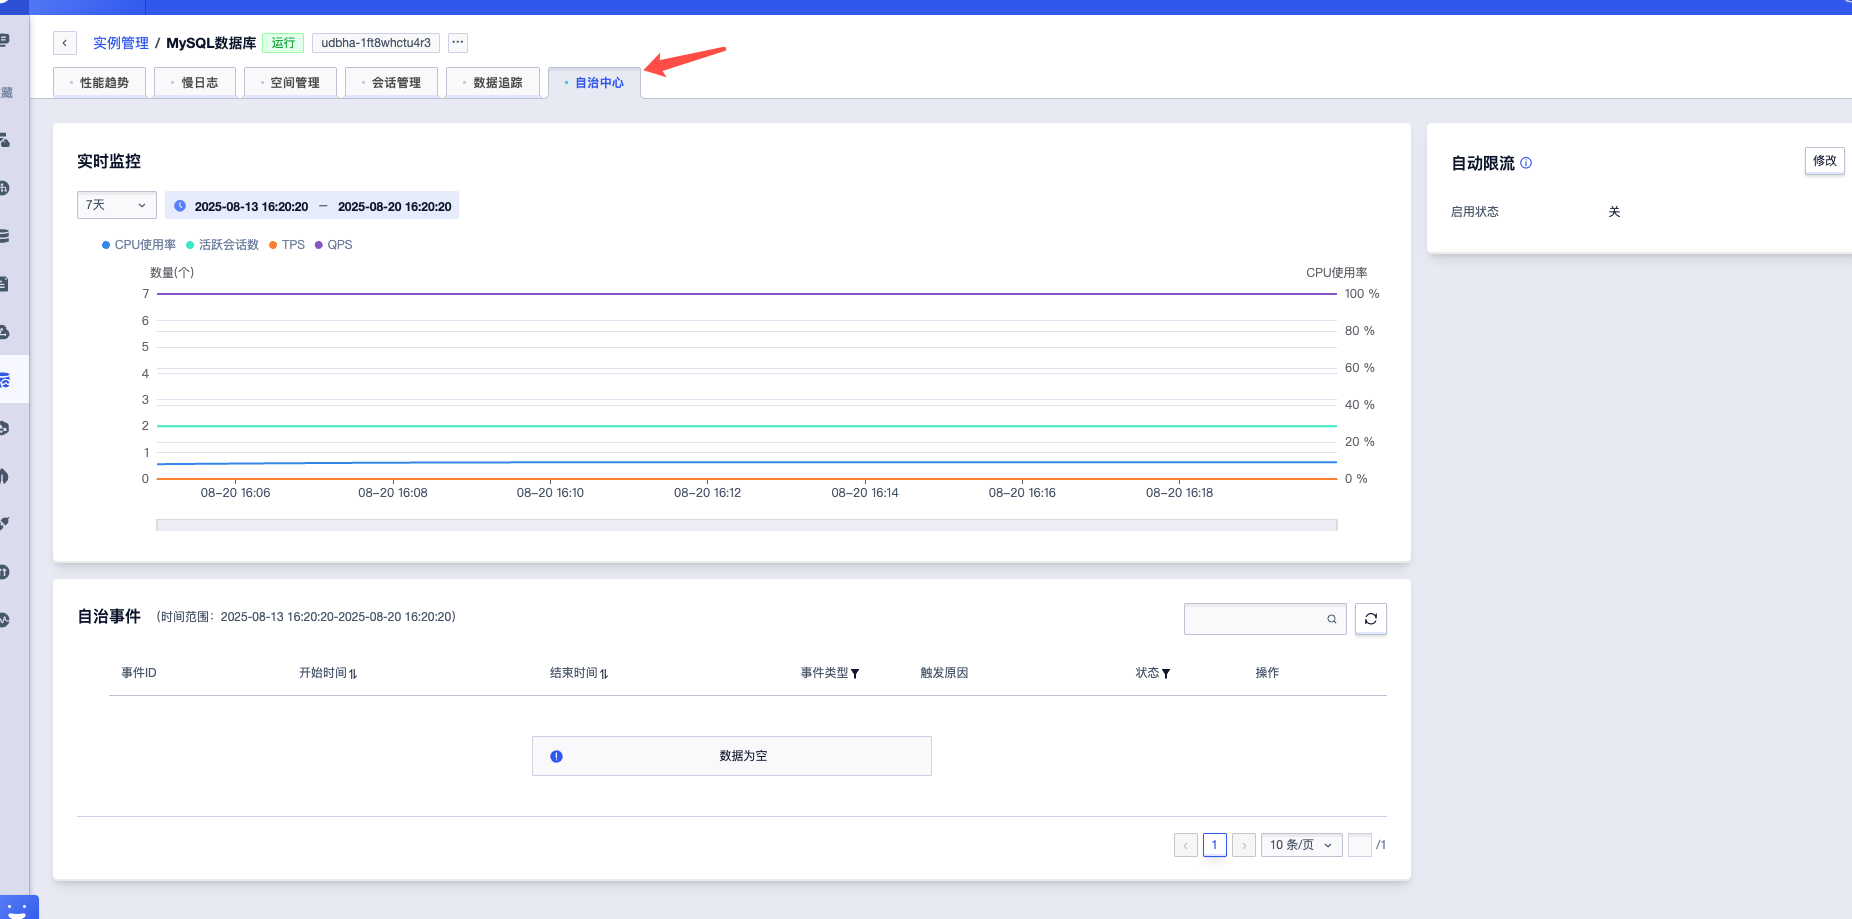 实例管理 / MySQL数据库 运行 udbha-1ft8whctu4r3 ...
性能趋势 慢日志 空间管理 会话管理 数据追踪 自治中心
藏
实时监控
7天 2025-08-13 16:20:20 – 2025-08-20 16:20:20
CPU使用率 活跃会话数 TPS QPS
数量(个) CPU使用率
7 100 %
6
80 %
5
4 60 %
3
40 %
2
20 %
1
0 0 %
08-20 16:06 08-20 16:08 08-20 16:10 08-20 16:12 08-20 16:14 08-20 16:16 08-20 16:18
自动限流 修改
启用状态 关
自治事件 (时间范围：2025-08-13 16:20:20-2025-08-20 16:20:20)
事件ID 开始时间 结束时间 事件类型 触发原因 状态 操作
数据为空
1 10 条/页 /1